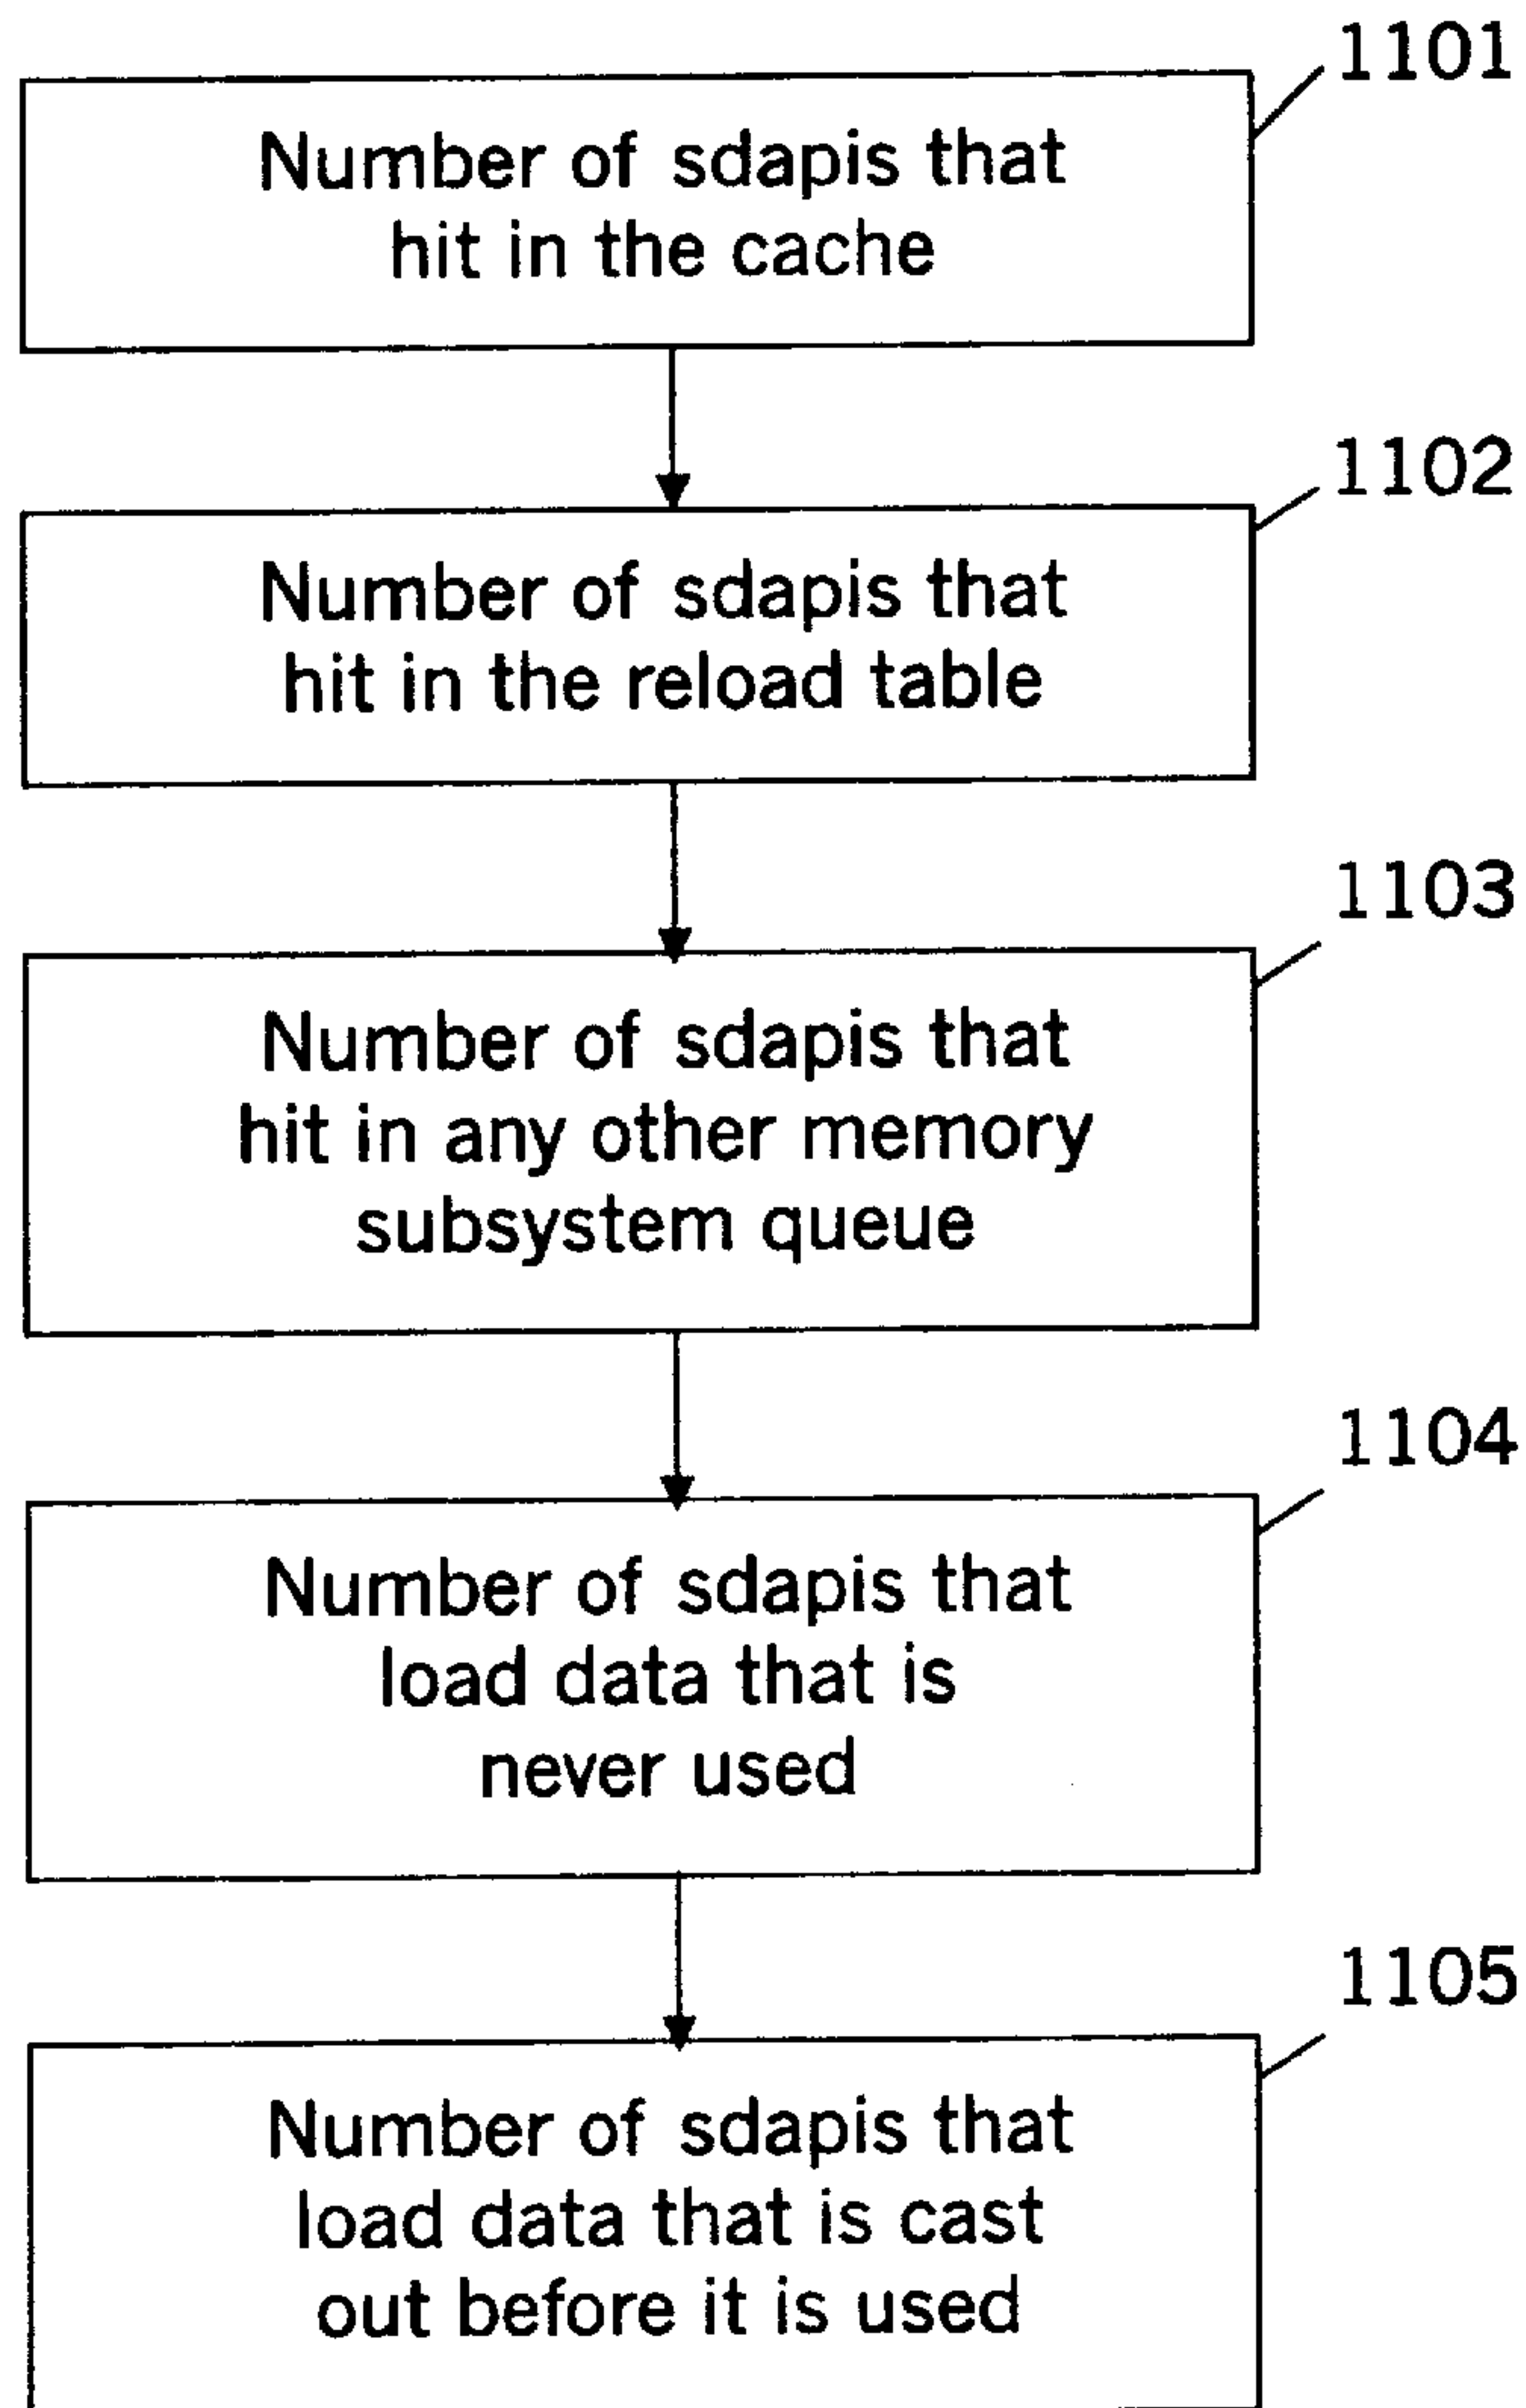 1101
Number of sdapis that
hit in the cache
1102
Number of sdapis that
hit in the reload table
1103
Number of sdapis that
hit in any other memory
subsystem queue
1104
Number of sdapis that
load data that is
never used
1105
Number of sdapis that
load data that is cast
out before it is used